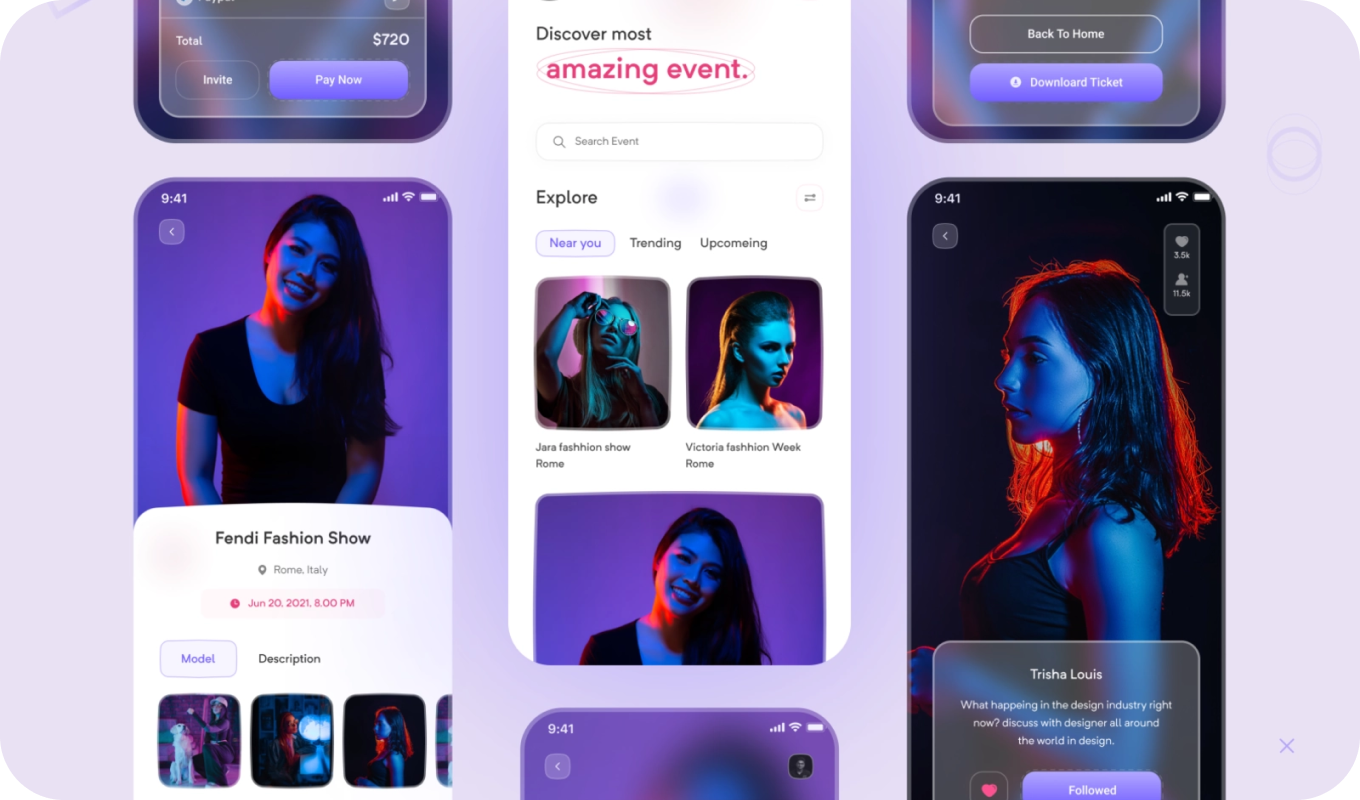 Total
$720
Invite
Pay Now
9:41
Fendi Fashion Show
Rome, Italy
Jun 20, 2021, 8.00 PM
Model
Description
Discover most
amazing event.
Search Event
Explore
Near you
Trending
Upcomeing
Jara fashhion show
Rome
Victoria fashhion Week
Rome
9:41
Back To Home
Downloard Ticket
9:41
3.5k
11.5k
Trisha Louis
What happeing in the design industry right
now? discuss with designer all around
the world in design.
Followed